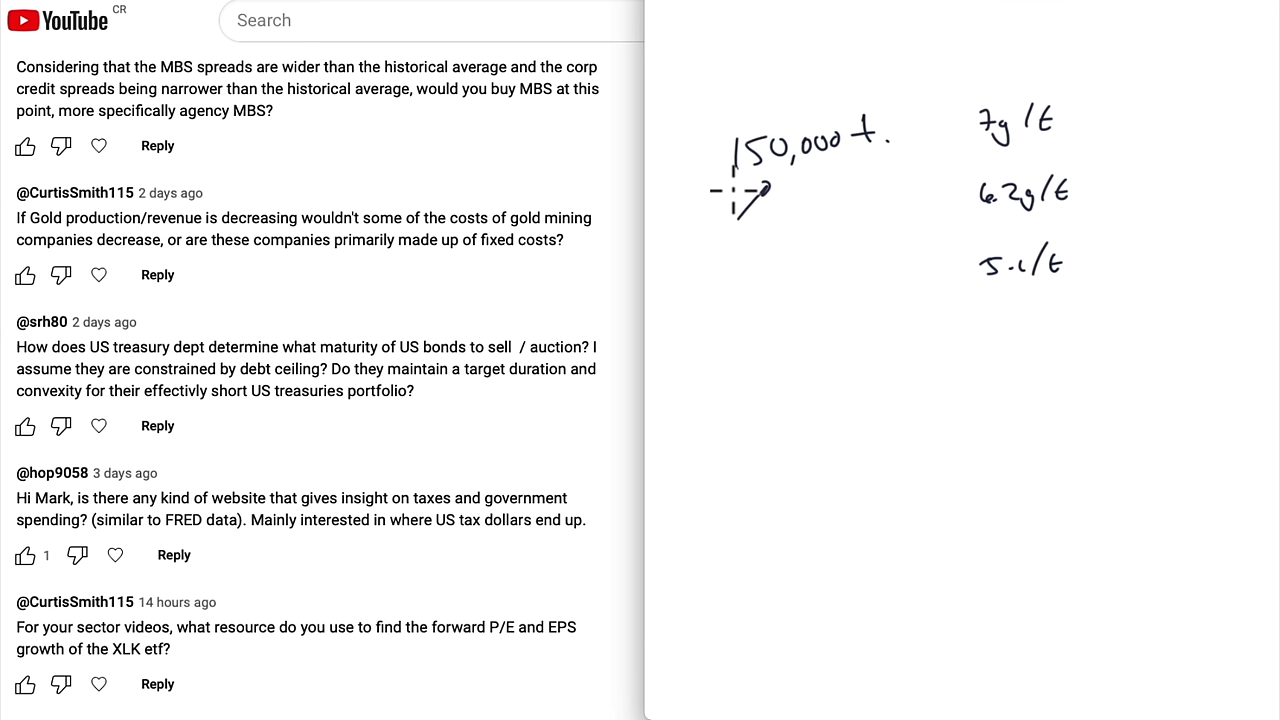 YouTube CR
Search
Considering that the MBS spreads are wider than the historical average and the corp
credit spreads being narrower than the historical average, would you buy MBS at this
point, more specifically agency MBS?
Reply
@CurtisSmith115 2 days ago
If Gold production/revenue is decreasing wouldn't some of the costs of gold mining
companies decrease, or are these companies primarily made up of fixed costs?
Reply
@srh80 2 days ago
How does US treasury dept determine what maturity of US bonds to sell / auction? I
assume they are constrained by debt ceiling? Do they maintain a target duration and
convexity for their effectivly short US treasuries portfolio?
Reply
@hop9058 3 days ago
Hi Mark, is there any kind of website that gives insight on taxes and government
spending? (similar to FRED data). Mainly interested in where US tax dollars end up.
1 Reply
@CurtisSmith115 14 hours ago
For your sector videos, what resource do you use to find the forward P/E and EPS
growth of the XLK etf?
Reply
150,000 t.
7g/t
6.2g/t